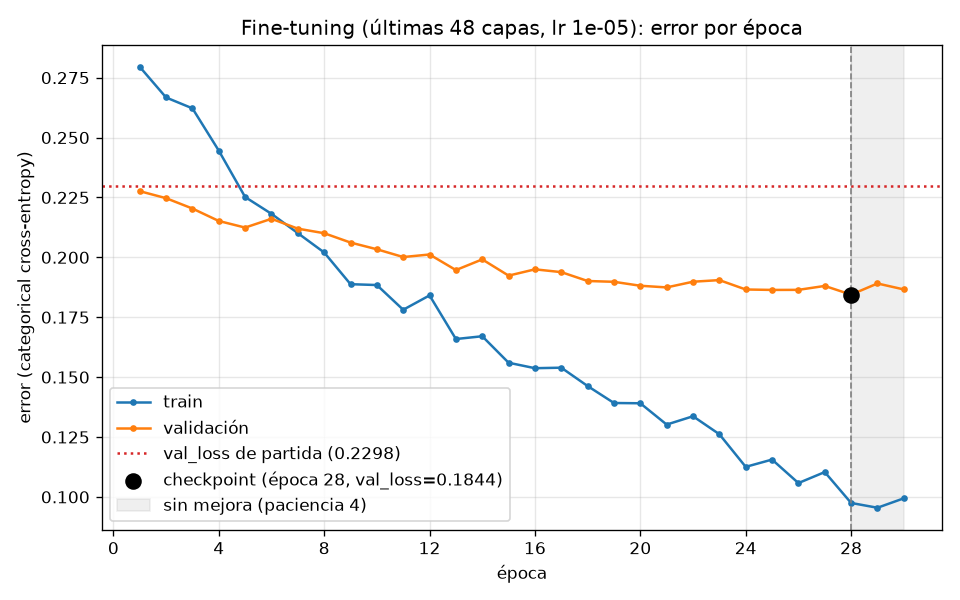 Fine-tuning (últimas 48 capas, lr 1e-05): error por época
error (categorical cross-entropy)
0.275
0.250
0.225
0.200
0.175
0.150
0.125
0.100
train
validación
val_loss de partida (0.2298)
checkpoint (época 28, val_loss=0.1844)
sin mejora (paciencia 4)
0 4 8 12 16 20 24 28
época